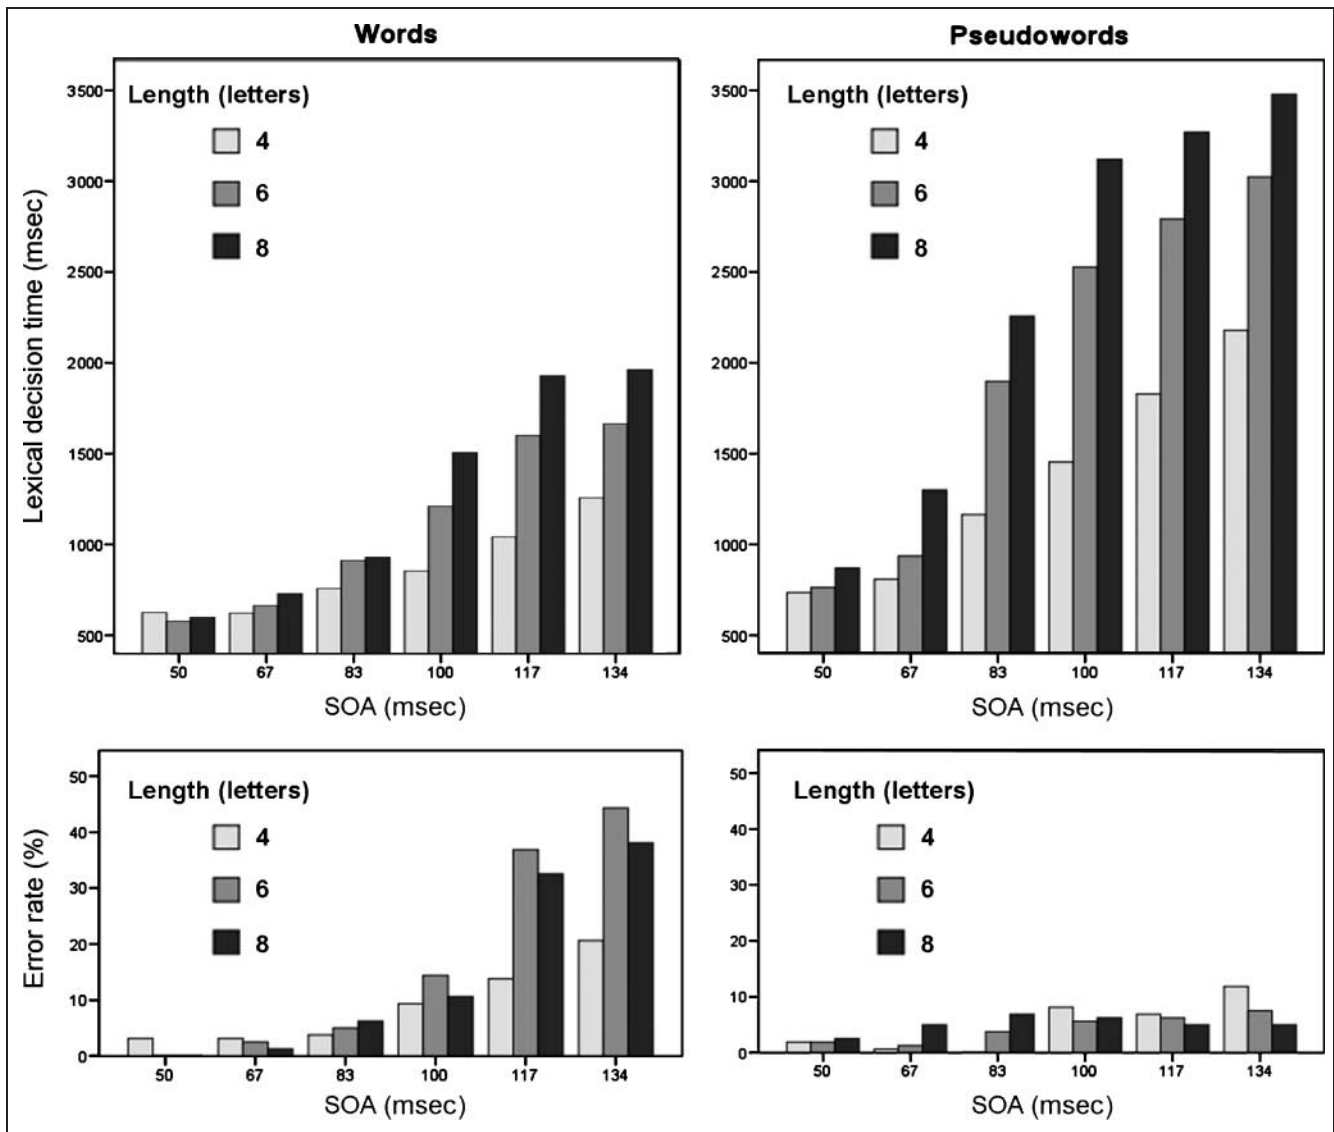 Words
Length (letters)
4
6
8
Lexical decision time (msec)
3500
3000
2500
2000
1500
1000
500
50 67 83 100 117 134
SOA (msec)
Pseudowords
Length (letters)
4
6
8
3500
3000
2500
2000
1500
1000
500
50 67 83 100 117 134
SOA (msec)
Length (letters)
4
6
8
Error rate (%)
50
40
30
20
10
0
50 67 83 100 117 134
SOA (msec)
Length (letters)
4
6
8
50
40
30
20
10
0
50 67 83 100 117 134
SOA (msec)